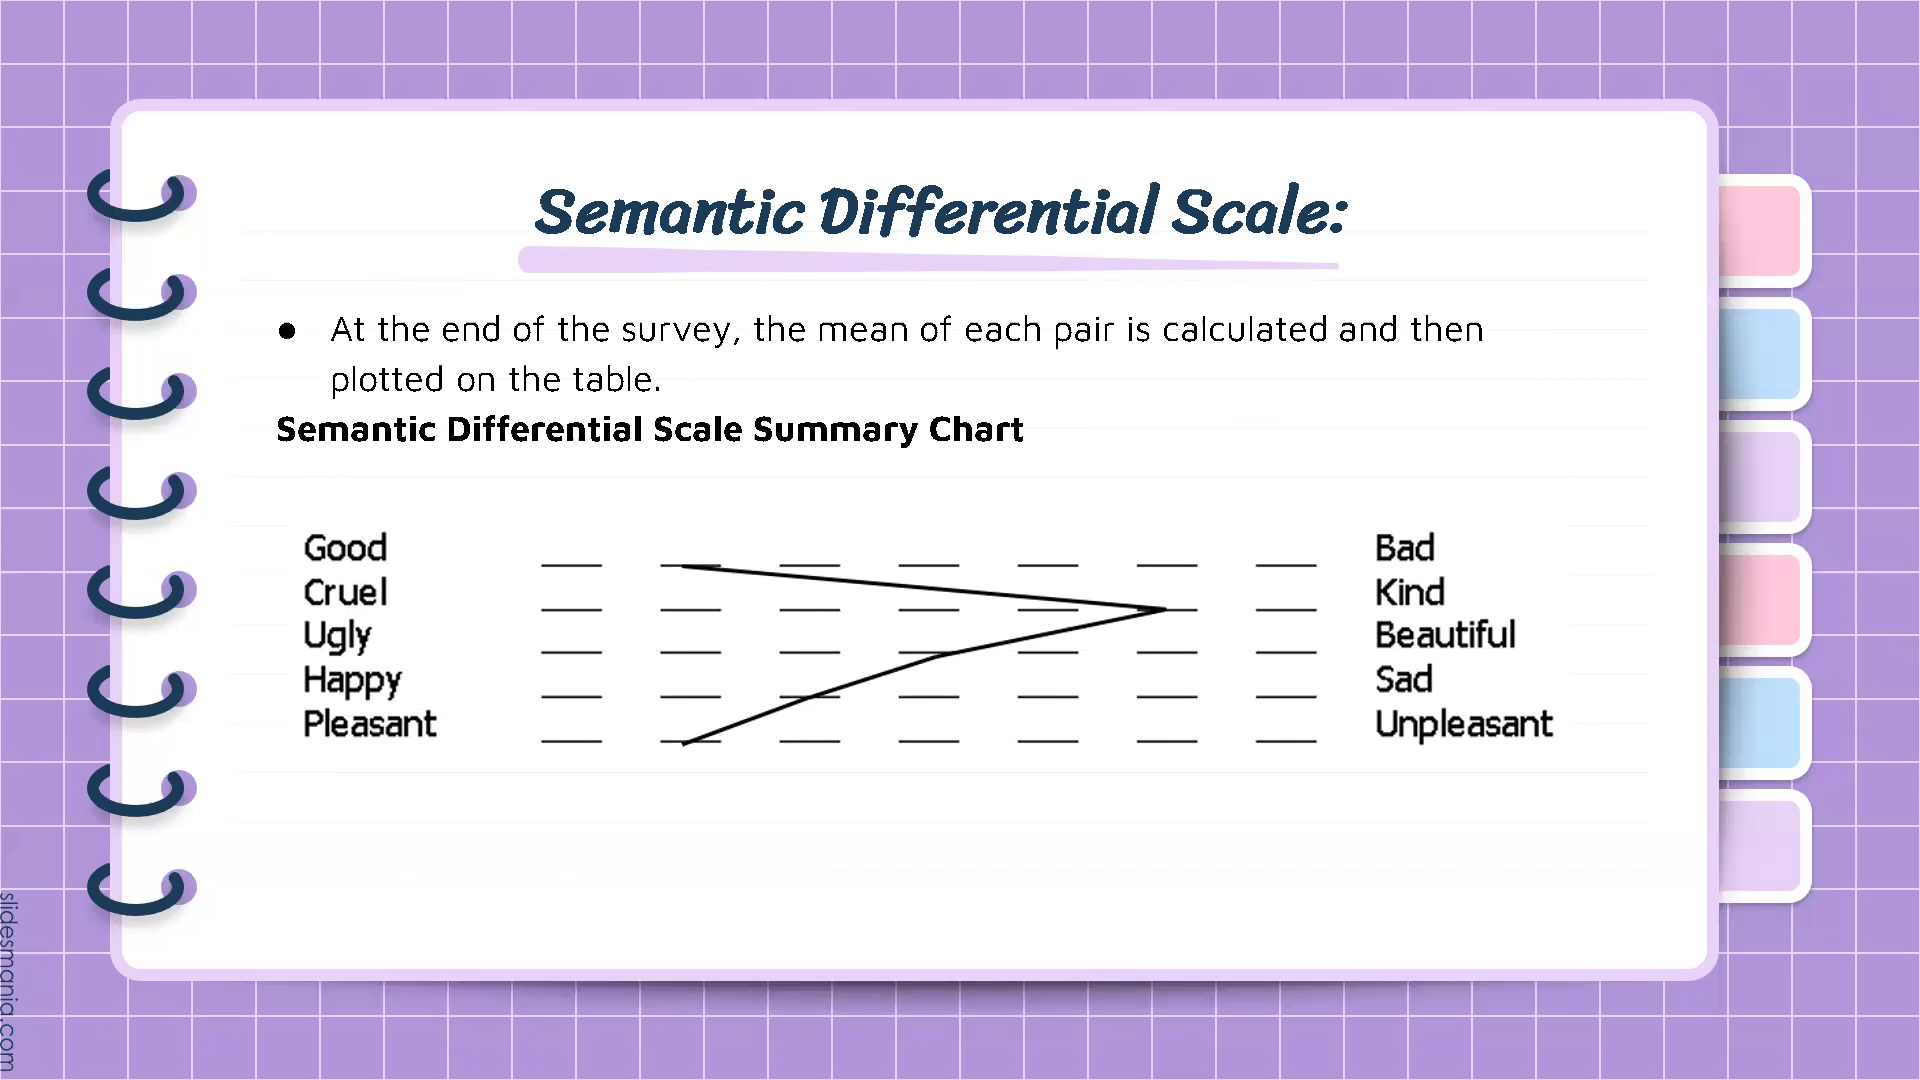 Semantic Differential Scale:
● At the end of the survey, the mean of each pair is calculated and then
plotted on the table.
Semantic Differential Scale Summary Chart
Good Bad
Cruel Kind
Ugly Beautiful
Happy Sad
Pleasant Unpleasant
slidesmania.com